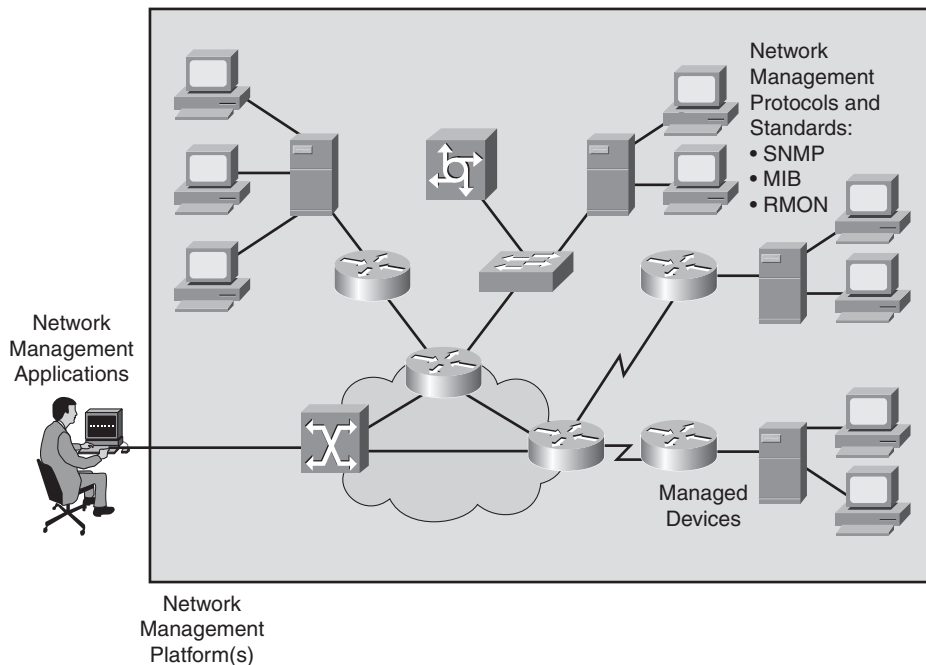 Network
Management
Protocols and
Standards:
• SNMP
• MIB
• RMON
Network
Management
Applications
Managed
Devices
Network
Management
Platform(s)